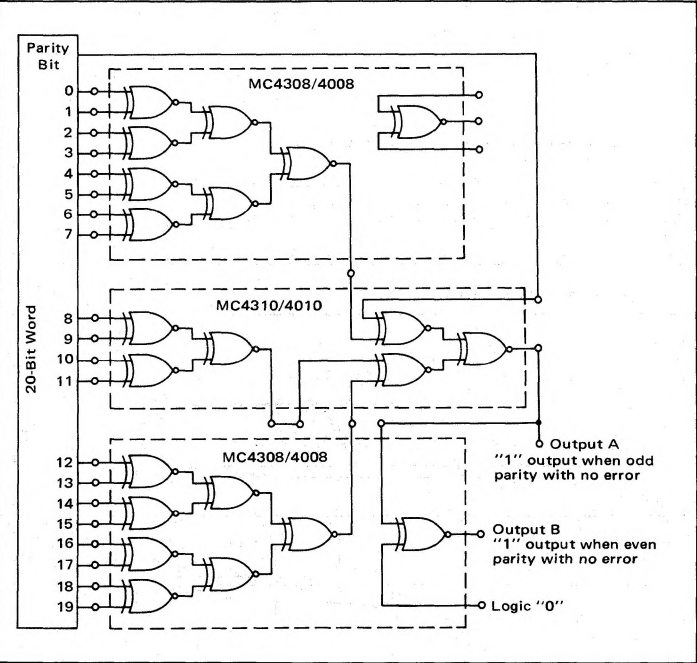 Parity
Bit
MC4308/4008
0
1
2
3
4
5
6
7
20-Bit Word
MC4310/4010
8
9
10
11
MC4308/4008
12
13
14
15
16
17
18
19
Output A
"1" output when odd
parity with no error
Output B
"1" output when even
parity with no error
Logic "0"